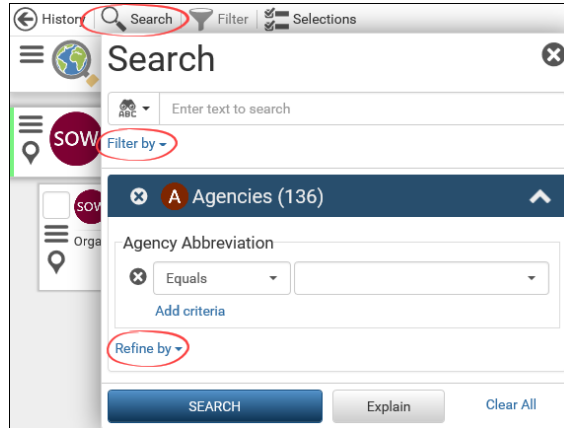 History Search Filter Selections
Search
ABC Enter text to search
SOW Filter by
A Agencies (136)
SOW
Orga Agency Abbreviation
Equals
Add criteria
Refine by
SEARCH Explain Clear All